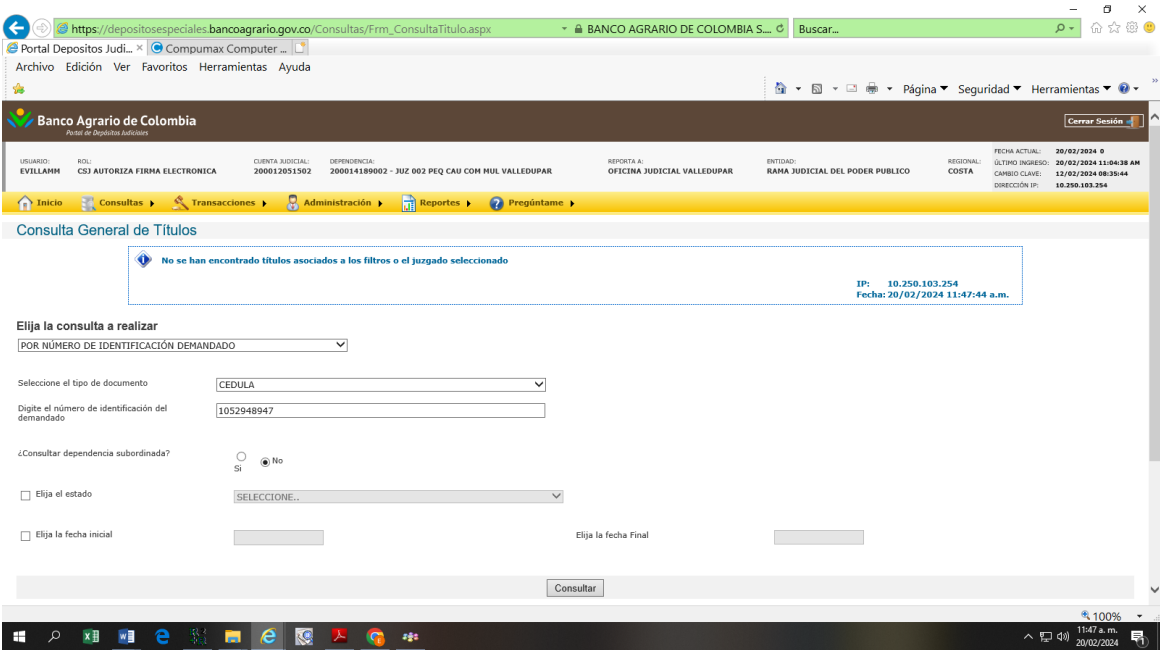 https://depositosespeciales.bancoagrario.gov.co/Consultas/Frm_ConsultaTitulo.aspx
BANCO AGRARIO DE COLOMBIA S....
Buscar...
Portal Depositos Judi...
Compumax Computer ...
Archivo Edición Ver Favoritos Herramientas Ayuda
Página Seguridad Herramientas
Banco Agrario de Colombia
Portal de Depósitos Judiciales
Cerrar Sesión
USUARIO: ROL: CUENTA JUDICIAL: DEPENDENCIA: REPORTA A: ENTIDAD: REGIONAL:
EVILLAMM CSJ AUTORIZA FIRMA ELECTRONICA 200012051502 200014189002 - JUZ 002 PEQ CAU COM MUL VALLEDUPAR OFICINA JUDICIAL VALLEDUPAR RAMA JUDICIAL DEL PODER PUBLICO COSTA
FECHA ACTUAL: 20/02/2024 0
ÚLTIMO INGRESO: 20/02/2024 11:04:38 AM
CAMBIO CLAVE: 12/02/2024 08:35:44
DIRECCIÓN IP: 10.250.103.254
Inicio Consultas Transacciones Administración Reportes Pregúntame
Consulta General de Títulos
No se han encontrado títulos asociados a los filtros o el juzgado seleccionado
IP: 10.250.103.254
Fecha: 20/02/2024 11:47:44 a.m.
Elija la consulta a realizar
POR NÚMERO DE IDENTIFICACIÓN DEMANDADO
Seleccione el tipo de documento CEDULA
Digite el número de identificación del
demandado
1052948947
¿Consultar dependencia subordinada?
Si
No
Elija el estado SELECCIONE..
Elija la fecha inicial Elija la fecha Final
Consultar
100%
11:47 a. m.
20/02/2024